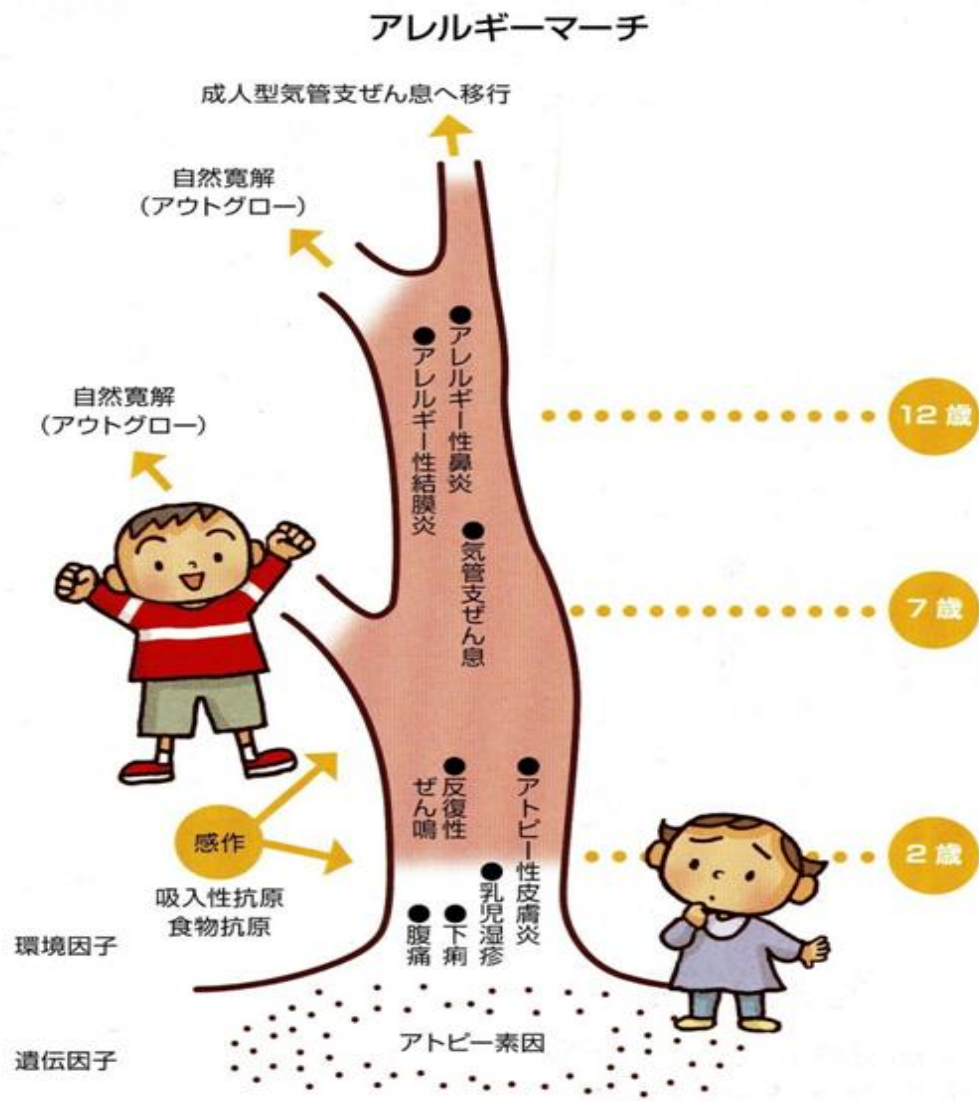 アレルギーマーチ
成人型気管支ぜん息へ移行
自然寛解
(アウトグロー)
自然寛解
(アウトグロー)
●アレルギー性鼻炎
●アレルギー性結膜炎
12歳
●気管支ぜん息
7歳
●アトピー性皮膚炎
●反復性
ぜん鳴
2歳
感作
吸入性抗原
食物抗原
●乳児湿疹
●下痢
●腹痛
環境因子
アトピー素因
遺伝因子